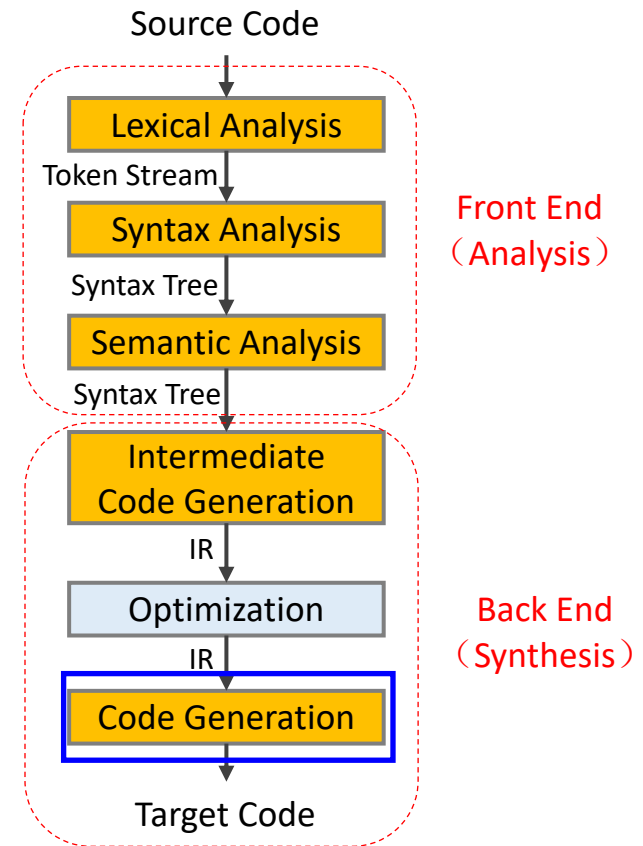 Source Code
Lexical Analysis
Token Stream
Syntax Analysis
Syntax Tree
Semantic Analysis
Syntax Tree
Front End
（Analysis）
Intermediate
Code Generation
IR
Optimization
IR
Code Generation
Target Code
Back End
（Synthesis）